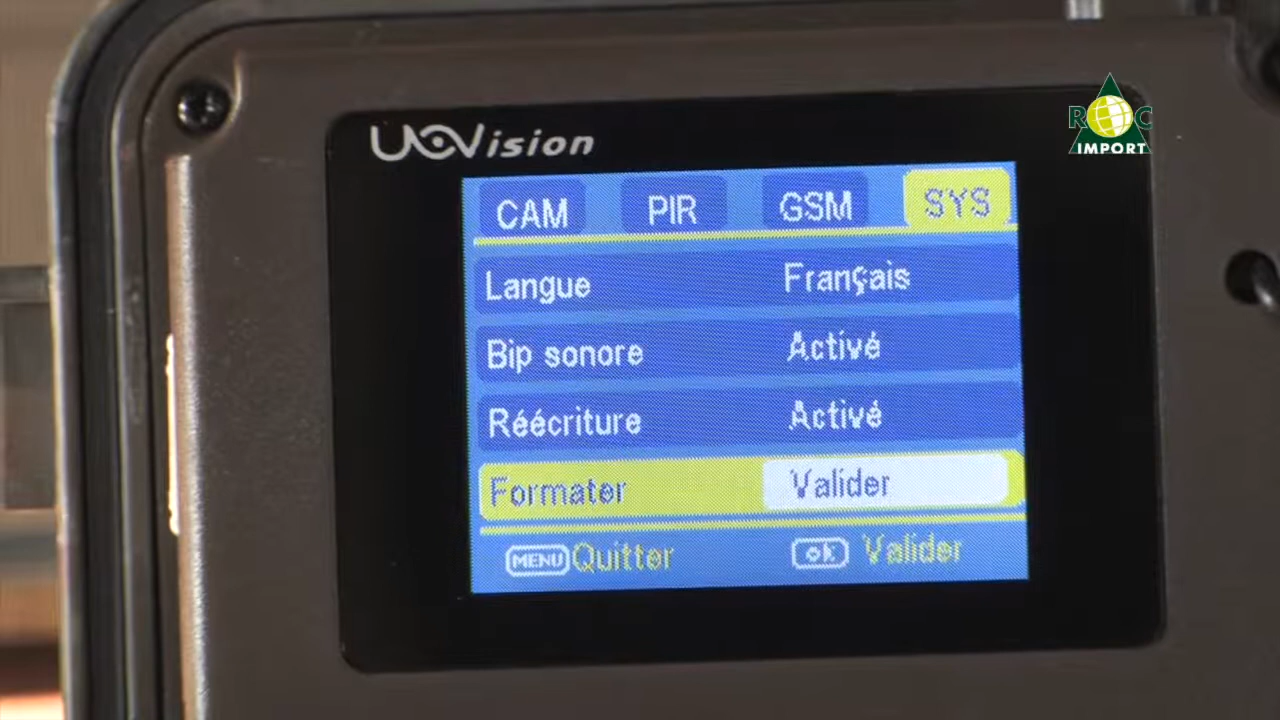 UOVision
ROC
IMPORT
CAM PIR GSM SYS
Langue Français
Bip sonore Activé
Réécriture Activé
Formater Valider
MENU Quitter ok Valider